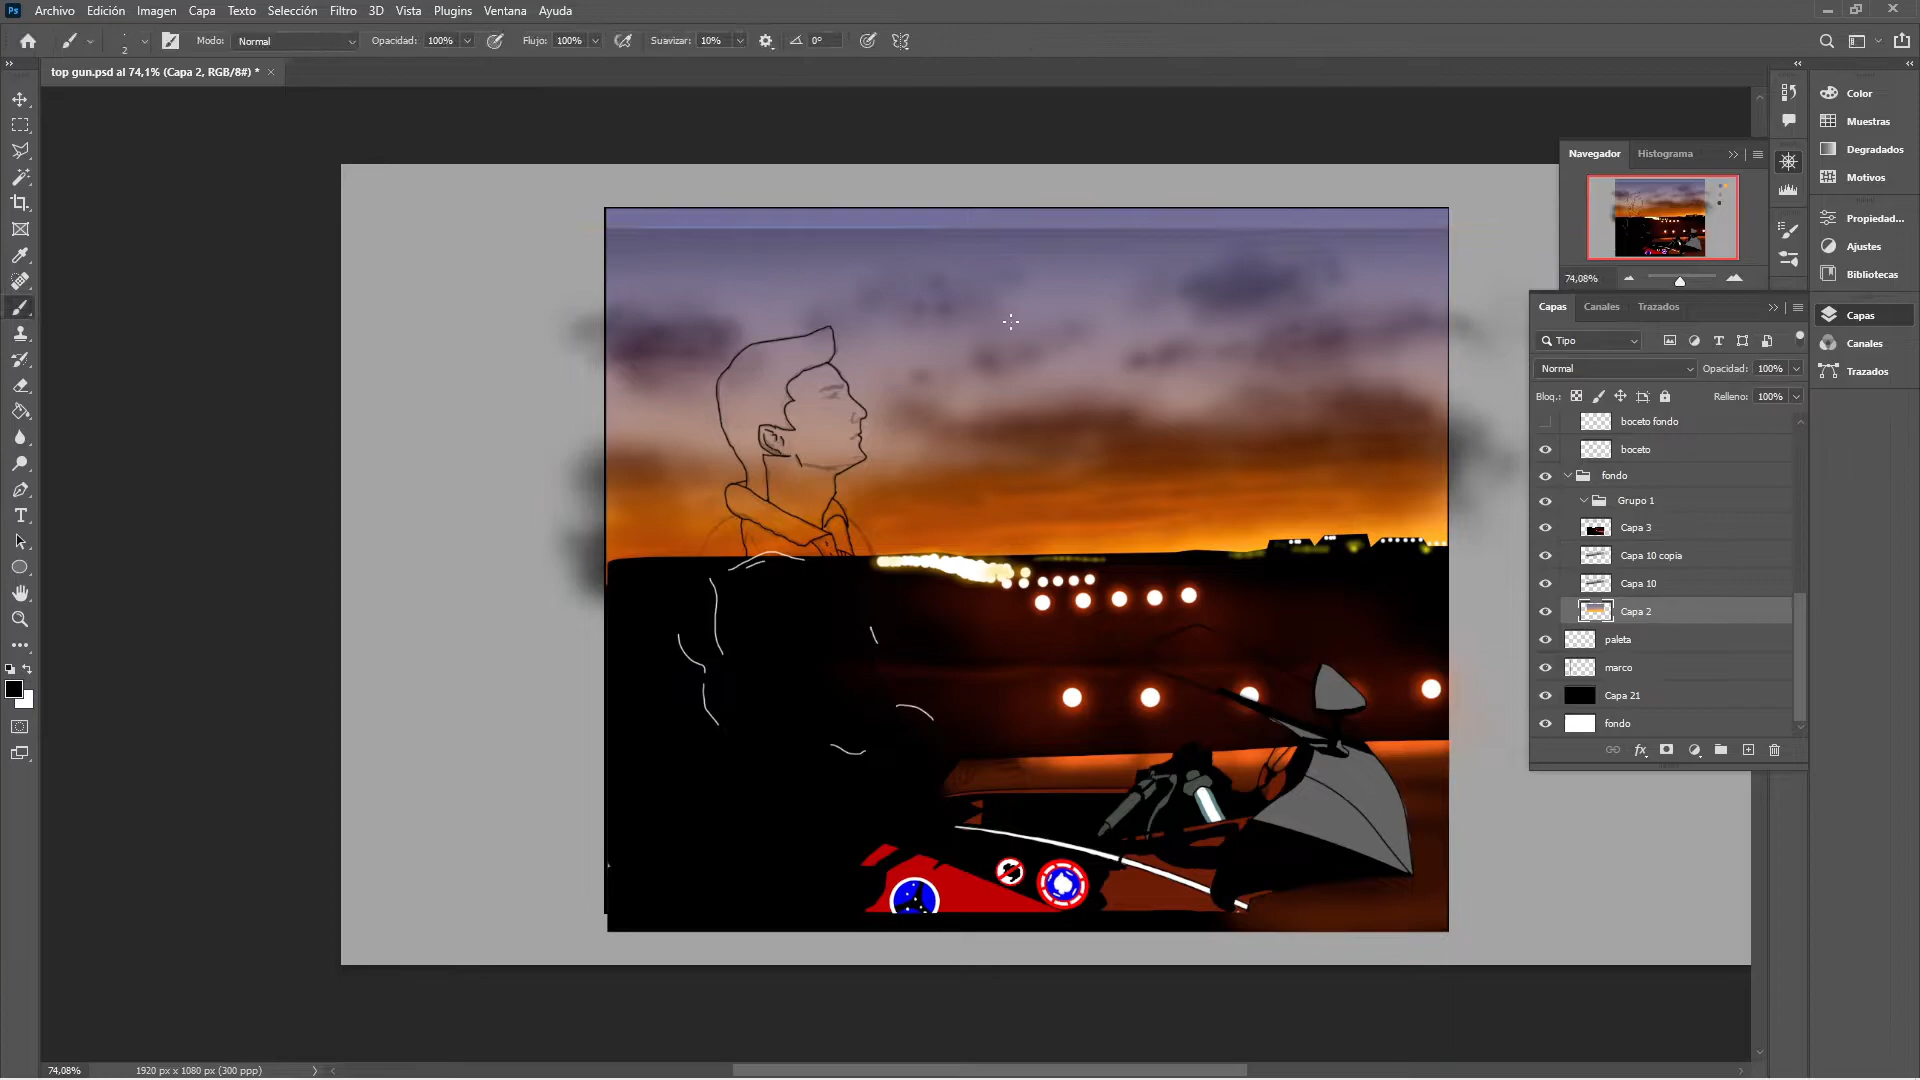 Ps Archivo Edición Imagen Capa Texto Selección Filtro 3D Vista Plugins Ventana Ayuda
2 Modo: Normal Opacidad: 100% Flujo: 100% Suavizar: 10% 0°
top gun.psd al 74,1% (Capa 2, RGB/8#) * ×
Color
Muestras
Degradados
Motivos
Propiedad...
Ajustes
Bibliotecas
Capas
Canales
Trazados
Navegador Histograma
74,08%
Capas Canales Trazados
Tipo
Normal Opacidad: 100%
Bloq.: Relleno: 100%
boceto fondo
boceto
fondo
Grupo 1
Capa 3
Capa 10 copia
Capa 10
Capa 2
paleta
marco
Capa 21
fondo
fx
74,08% 1920 px x 1080 px (300 ppp)